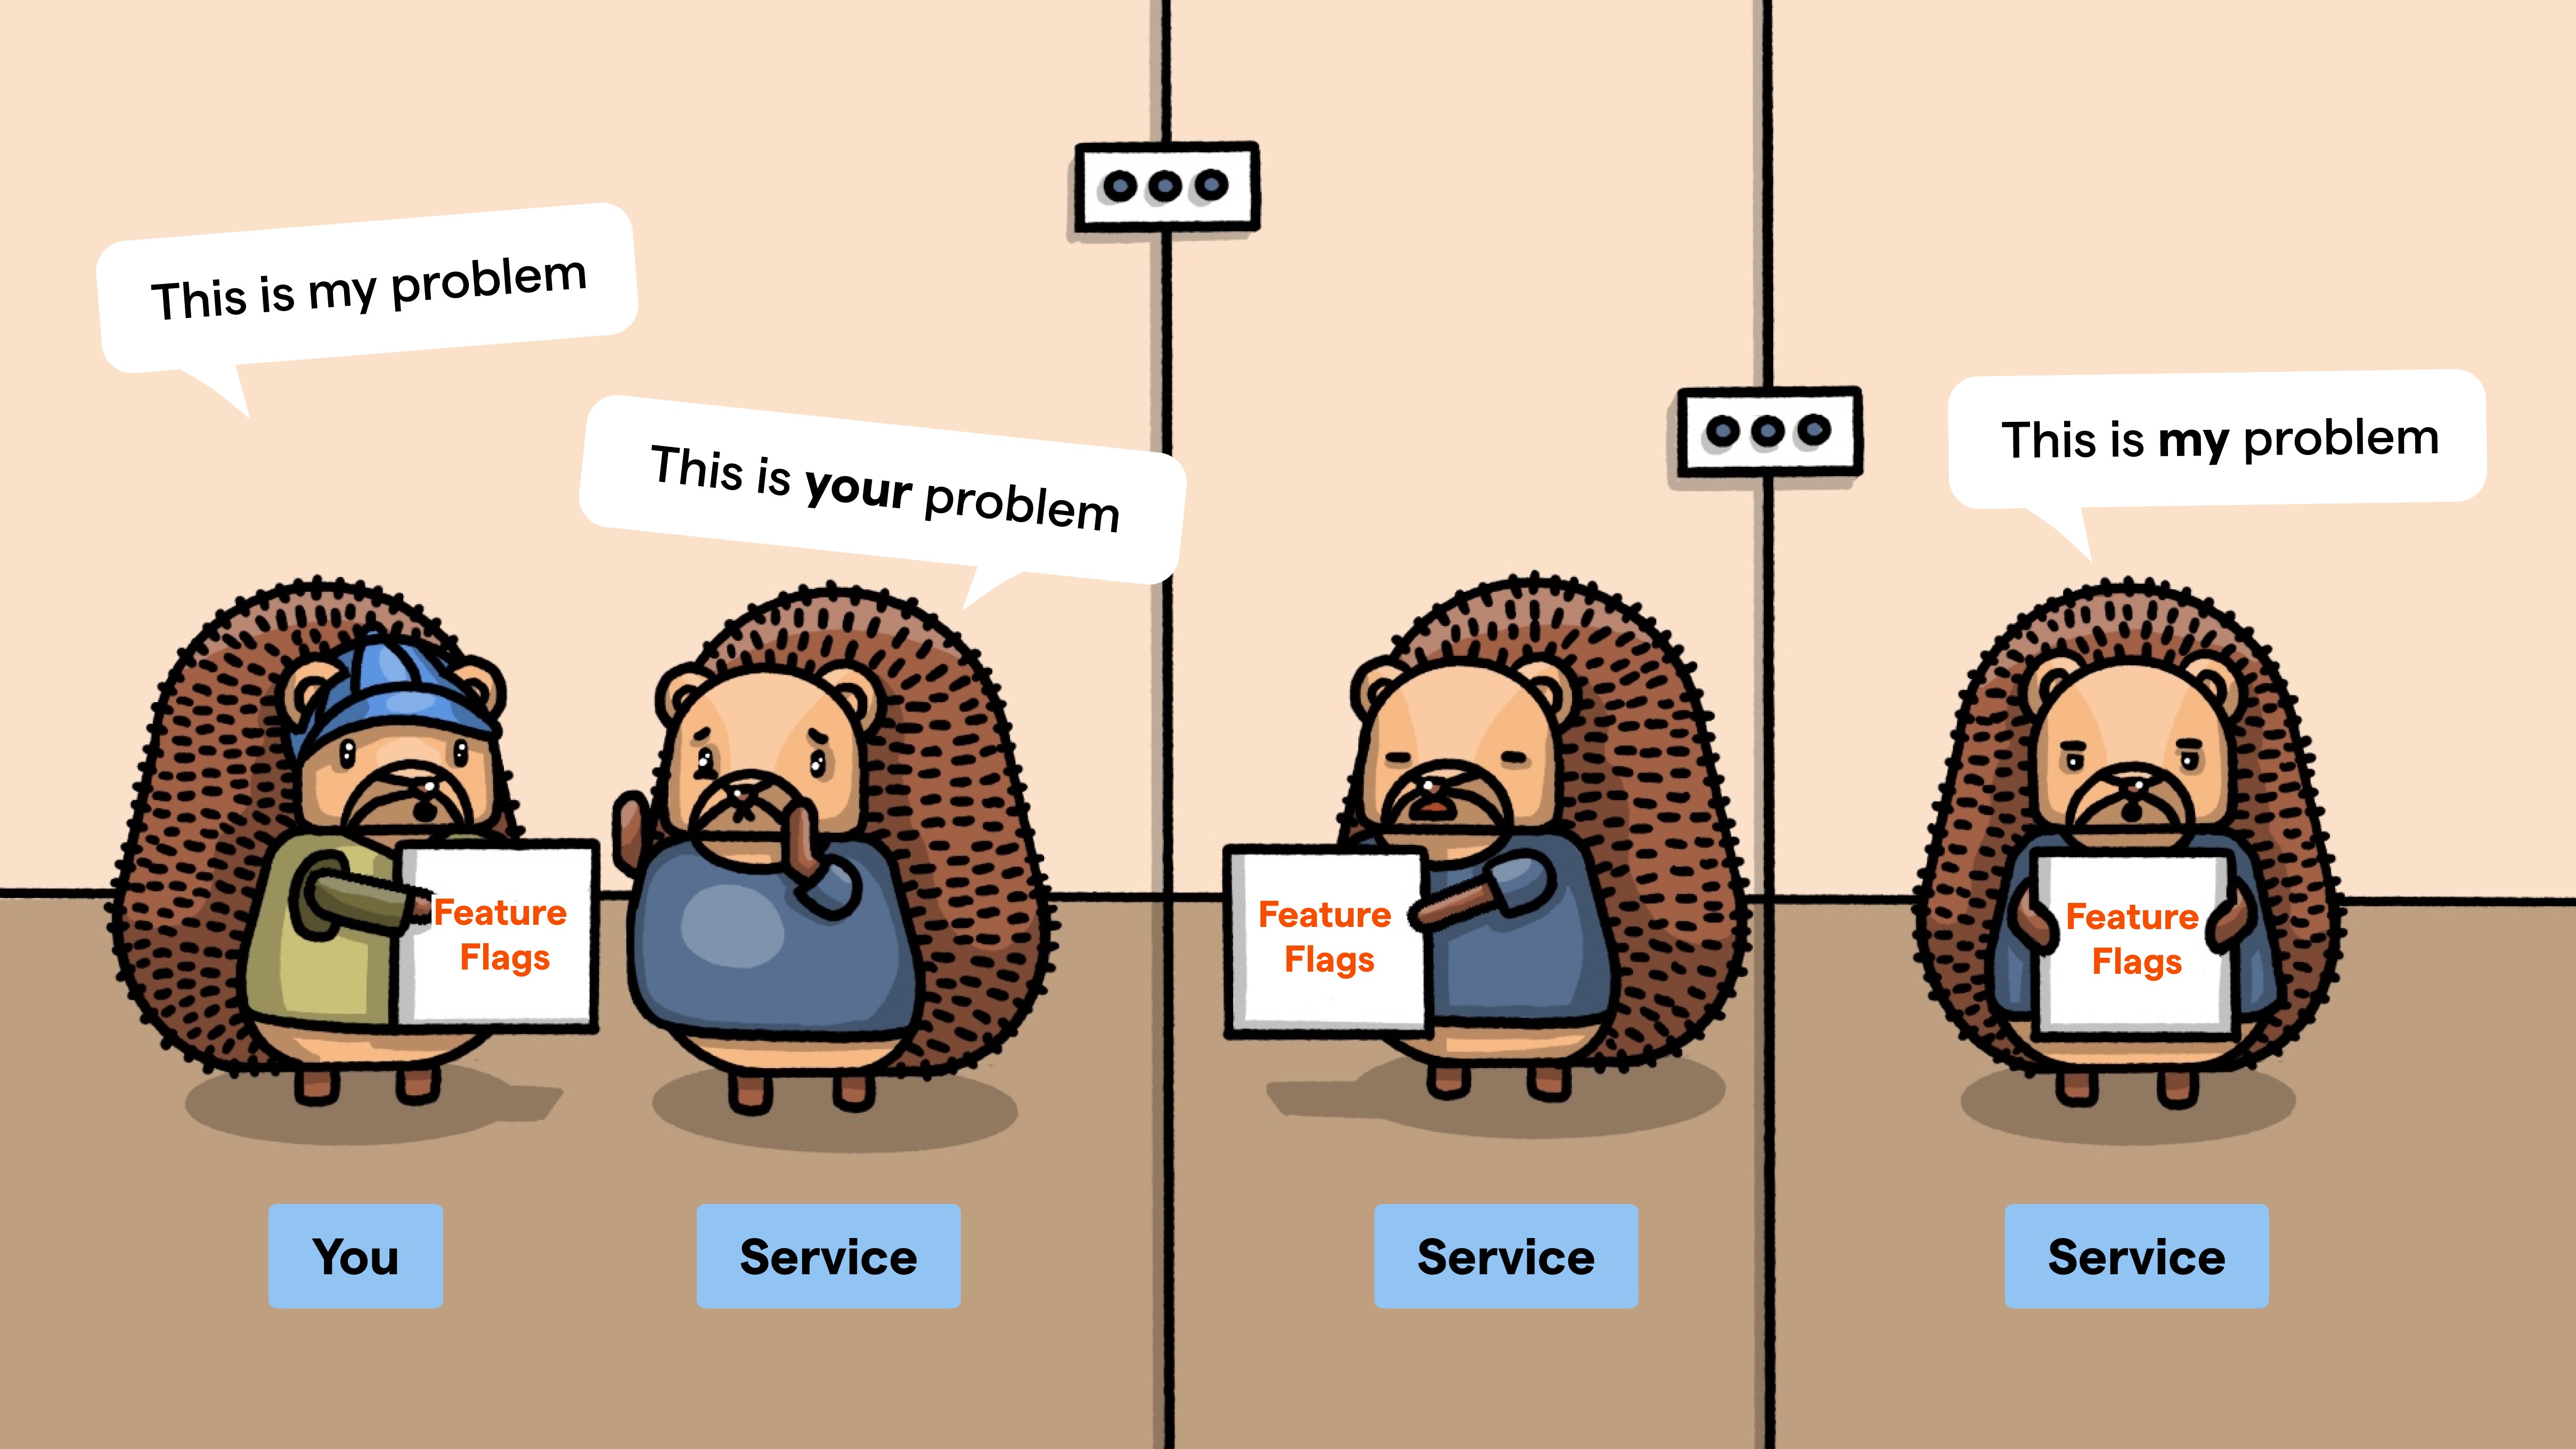 This is my problem
This is your problem
This is my problem
Feature
Flags
Feature
Flags
Feature
Flags
You
Service
Service
Service